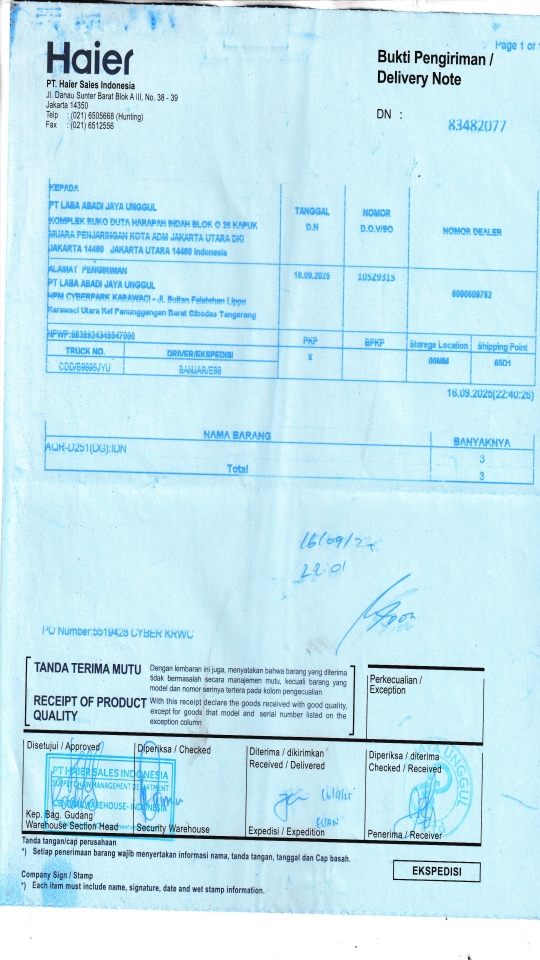 Page 1 of
Haier
Bukti Pengiriman /
Delivery Note
PT. Haier Sales Indonesia
Jl. Danau Sunter Barat Blok A III, No. 38 - 39
Jakarta 14350
Telp : (021) 6505668 (Hunting)
Fax : (021) 6512556
DN :
83482077
KEPADA
PT LABA ABADI JAYA UNGGUL
KOMPLEK RUKO DUTA HARAPAN INDAH BLOK O 26 KAPUK
MUARA PENJARINGAN KOTA ADM JAKARTA UTARA DKI
JAKARTA 14460 JAKARTA UTARA 14460 Indonesia
TANGGAL
D.N
NOMOR
D.O.V/SO
NOMOR DEALER
ALAMAT PENGIRIMAN
PT LABA ABADI JAYA UNGGUL
HPM CYBERPARK KARAWACI - JL. Sultan Falatehan Lippo
Karawaci Utara Kel Panunggangan Barat Cibodas Tangerang
16.09.2025
10529315
NPWP:
PKP
BPKP
Storege Location
Shipping Point
TRUCK NO.
DRIVER/EKSPEDISI
X
00MM
65D1
16.09.2025(22:40:26)
NAMA BARANG
BANYAKNYA
AQR-D251(DG):IDN
3
Total
3
16/09/25
22.01
PO Number:5519428 CYBER KRWC
TANDA TERIMA MUTU
Dengan lembaran ini juga, menyatakan bahwa barang yang diterima
tidak bermasalah secara manajemen mutu, kecuali barang yang
model dan nomor serinya tertera pada kolom pengecualian
RECEIPT OF PRODUCT
QUALITY
With this receipt declare the goods received with good quality,
except for goods that model and serial number listed on the
exception column
Perkecualian /
Exception
Disetujui / Approved
Diperiksa / Checked
Diterima / dikirimkan
Received / Delivered
Diperiksa / diterima
Checked / Received
PT HAIER SALES INDONESIA
SUPPLY CHAIN MANAGEMENT DEPARTMENT
CENTRAL WAREHOUSE - INDONESIA
JAYA UNGGUL
Kep. Bag. Gudang
Warehouse Section Head
Security Warehouse
Expedisi / Expedition
Penerima / Receiver
Tanda tangan/cap perusahaan
*) Setiap penerimaan barang wajib menyertakan informasi nama, tanda tangan, tanggal dan Cap basah.
Company Sign / Stamp
*) Each item must include name, signature, date and wet stamp information.
EKSPEDISI